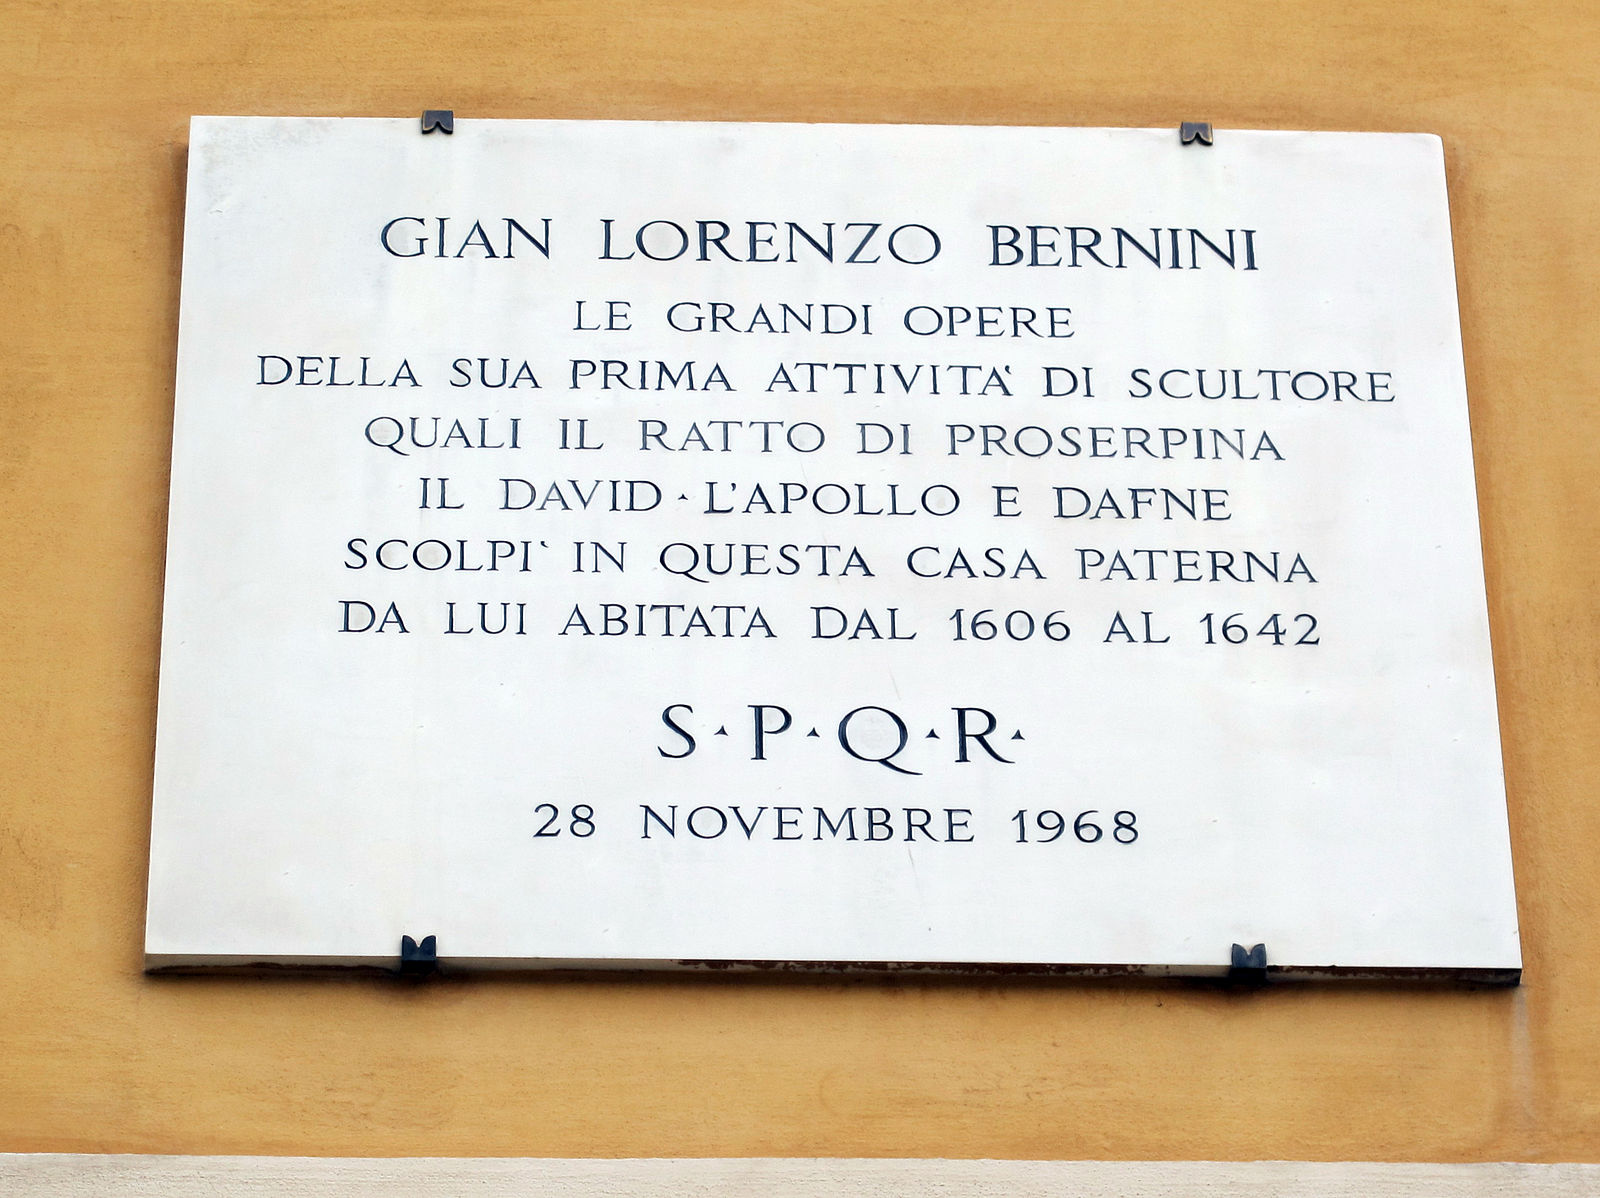 GIAN LORENZO BERNINI
LE GRANDI OPERE
DELLA SUA PRIMA ATTIVITA' DI SCULTORE
QUALI IL RATTO DI PROSERPINA
IL DAVID · L'APOLLO E DAFNE
SCOLPI' IN QUESTA CASA PATERNA
DA LUI ABITATA DAL 1606 AL 1642
S·P·Q·R·
28 NOVEMBRE 1968